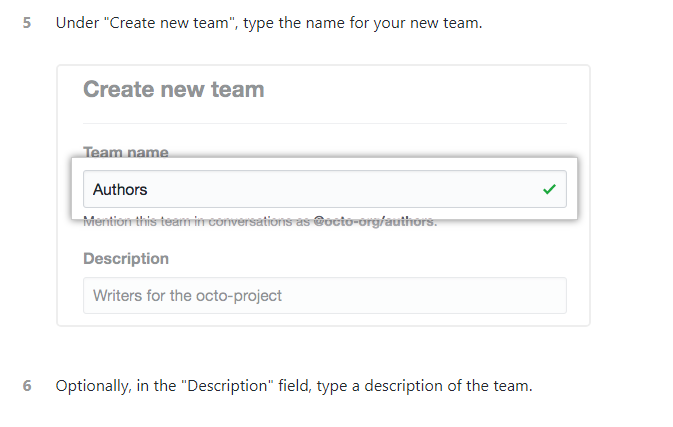 5 Under "Create new team", type the name for your new team.
Create new team
Team name
Authors
Mention this team in conversations as @octo-org/authors.
Description
Writers for the octo-project
6 Optionally, in the "Description" field, type a description of the team.